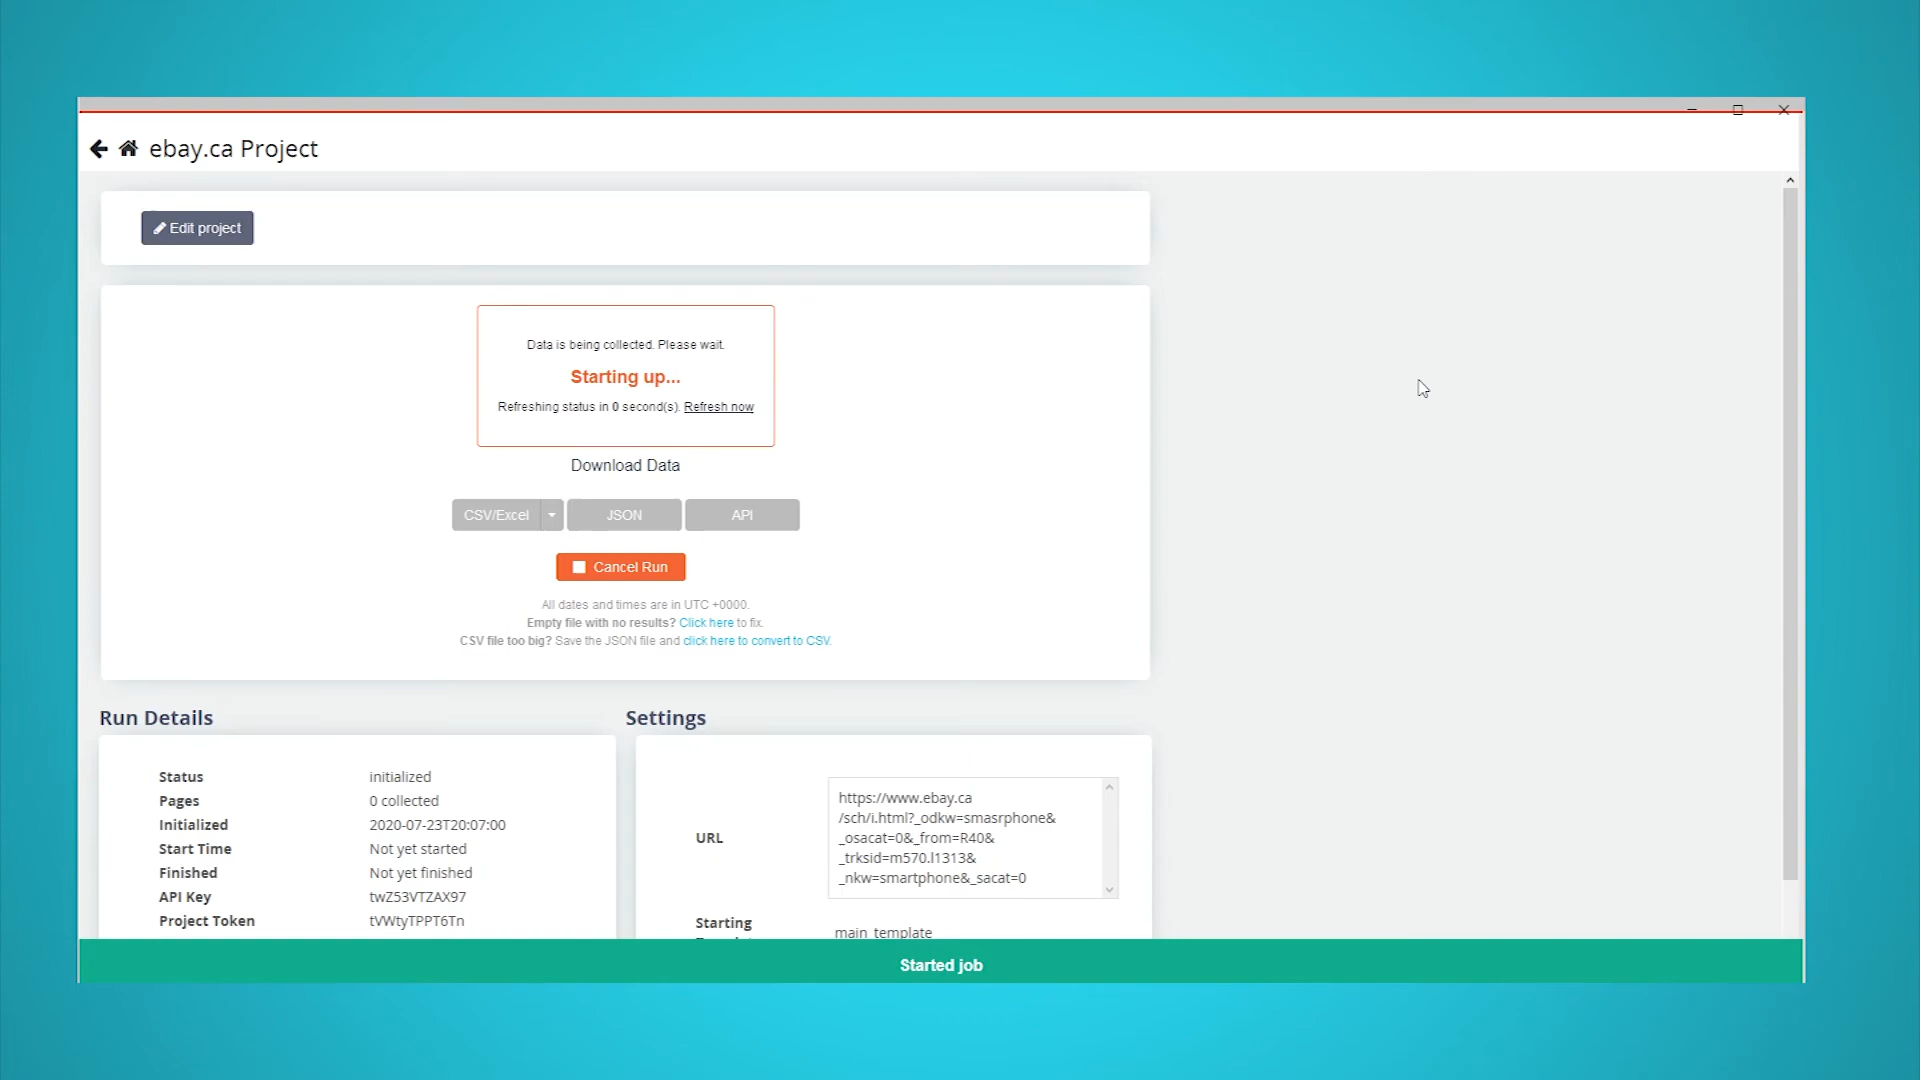 ebay.ca Project
Edit project
Data is being collected. Please wait.
Starting up...
Refreshing status in 0 second(s). Refresh now
Download Data
CSV/Excel
JSON
API
Cancel Run
All dates and times are in UTC +0000.
Empty file with no results? Click here to fix.
CSV file too big? Save the JSON file and click here to convert to CSV.
Run Details
Status initialized
Pages 0 collected
Initialized 2020-07-23T20:07:00
Start Time Not yet started
Finished Not yet finished
API Key twZ53VTZAX97
Project Token tVWtyTPPT6Tn
Settings
URL
https://www.ebay.ca
/sch/i.html?_odkw=smasrphone&
_osacat=0&_from=R40&
_trksid=m570.l1313&
_nkw=smartphone&_sacat=0
Starting
main_template
Started job